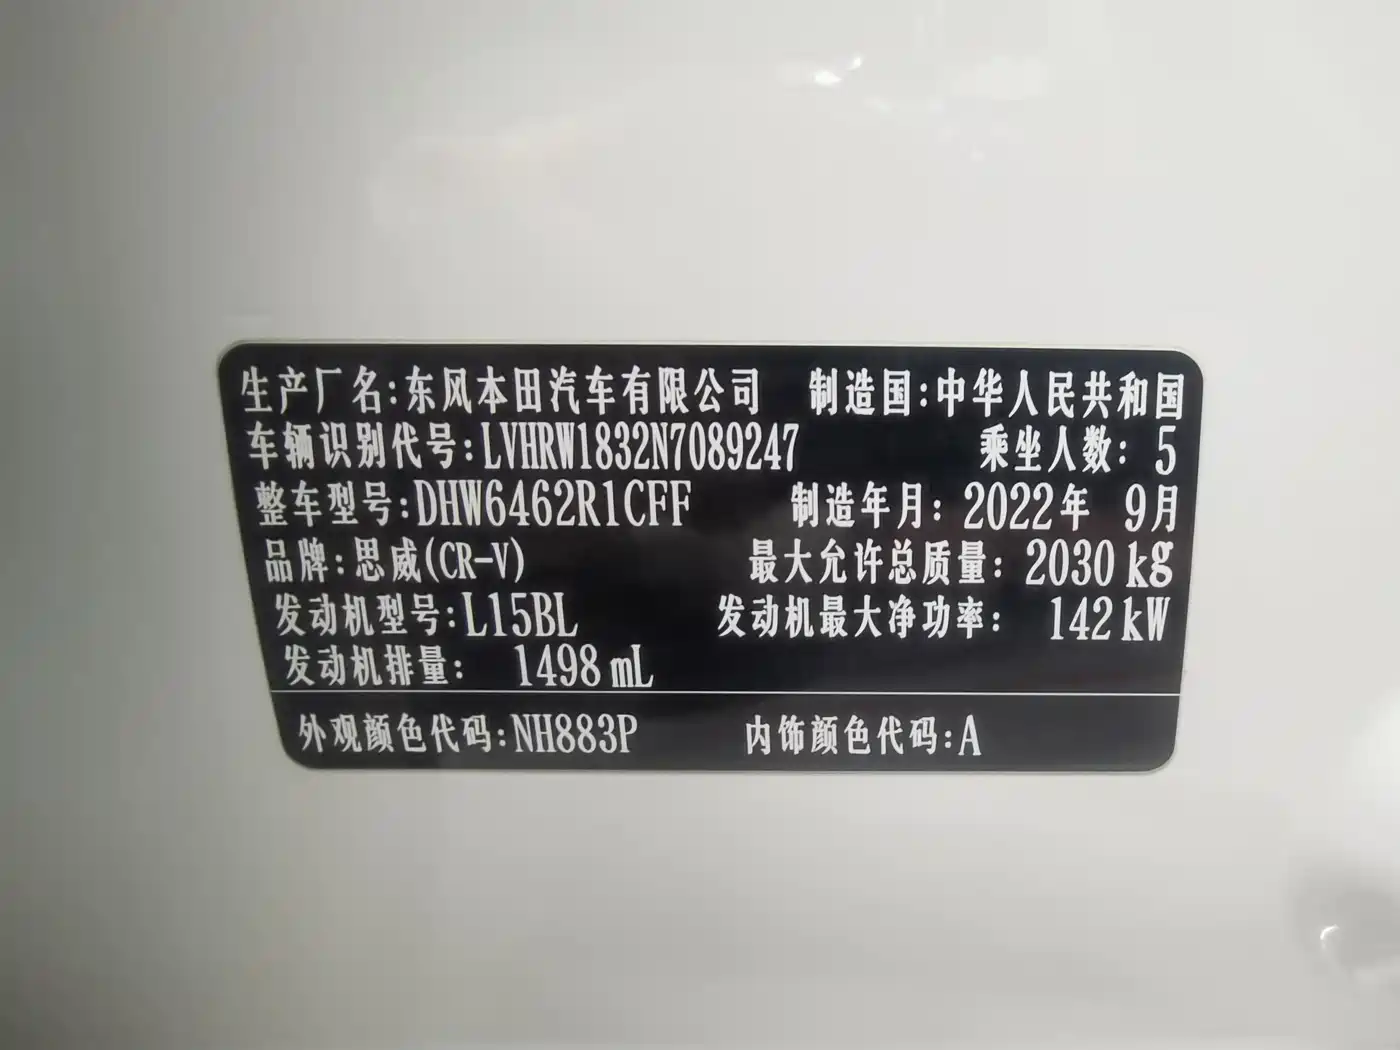 生产厂名:东风本田汽车有限公司 制造国:中华人民共和国
车辆识别代号:LVHRW1832N7089247 乘坐人数: 5
整车型号:DHW6462R1CFF 制造年月: 2022年 9月
品牌:思威(CR-V) 最大允许总质量: 2030 kg
发动机型号:L15BL 发动机最大净功率: 142 kW
发动机排量: 1498 mL
外观颜色代码:NH883P 内饰颜色代码:A